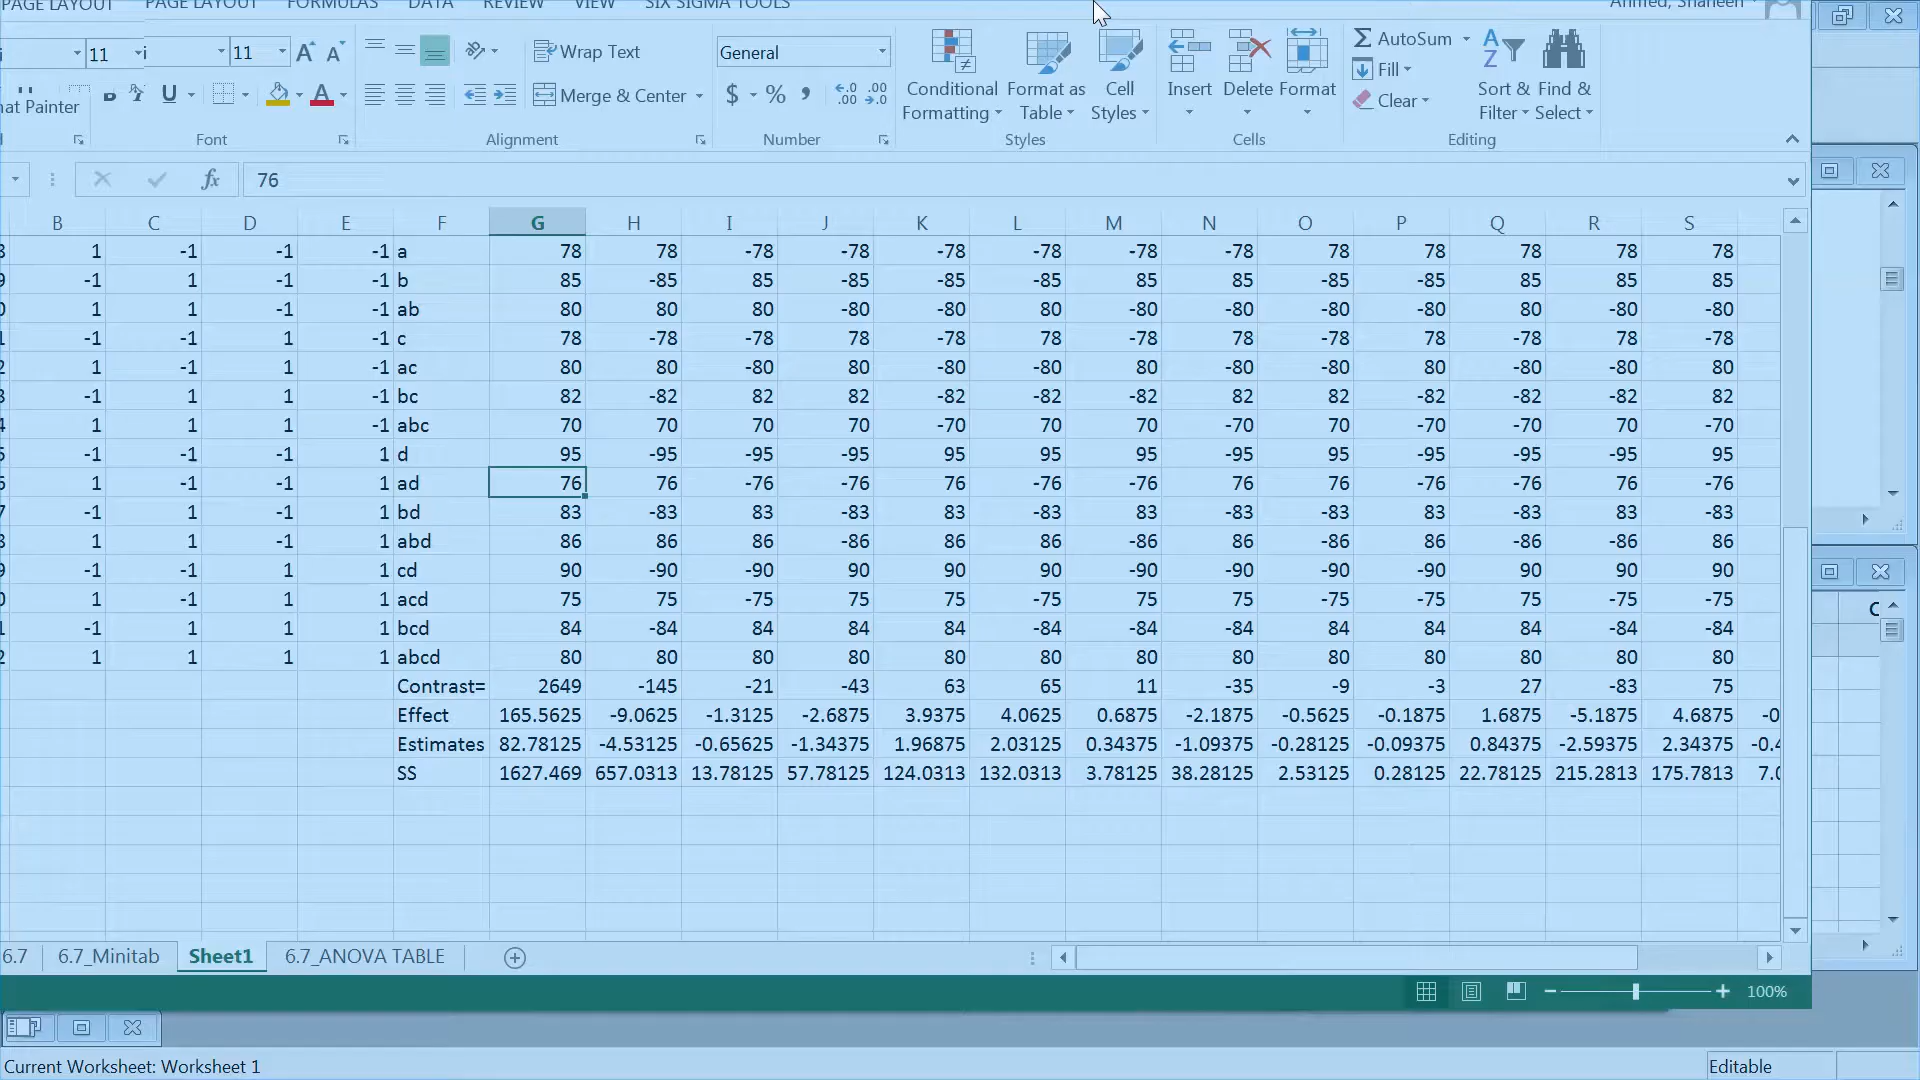 PAGE LAYOUT PAGE LAYOUT FORMULAS DATA REVIEW VIEW SIX SIGMA TOOLS Ahmed, Shaheen
11 i 11 A A Wrap Text General Σ AutoSum
at Painter U A Merge & Center $ % , Conditional Formatting Format as Table Cell Styles Insert Delete Format Fill Clear Sort & Filter Find & Select
Font Alignment Number Styles Cells Editing
fx 76
B C D E F G H I J K L M N O P Q R S
1 -1 -1 -1 a 78 78 -78 -78 -78 -78 -78 -78 78 78 78 78 78
-1 1 -1 -1 b 85 -85 85 -85 -85 -85 85 85 -85 -85 85 85 85
1 1 -1 -1 ab 80 80 80 -80 -80 80 -80 -80 -80 -80 80 -80 -80
-1 -1 1 -1 c 78 -78 -78 78 -78 78 -78 78 -78 78 -78 78 -78
1 -1 1 -1 ac 80 80 -80 80 -80 -80 80 -80 -80 80 -80 -80 80
-1 1 1 -1 bc 82 -82 82 82 -82 -82 -82 82 82 -82 -82 -82 82
1 1 1 -1 abc 70 70 70 70 -70 70 70 -70 70 -70 -70 70 -70
-1 -1 -1 1 d 95 -95 -95 -95 95 95 95 -95 95 -95 -95 95 95
1 -1 -1 1 ad 76 76 -76 -76 76 -76 -76 76 76 -76 -76 76 -76
-1 1 -1 1 bd 83 -83 83 -83 83 -83 83 -83 -83 83 -83 83 -83
1 1 -1 1 abd 86 86 86 -86 86 86 -86 86 -86 86 -86 -86 86
-1 -1 1 1 cd 90 -90 -90 90 90 90 -90 -90 -90 -90 90 90 90
1 -1 1 1 acd 75 75 -75 75 75 -75 75 75 -75 -75 75 -75 -75
-1 1 1 1 bcd 84 -84 84 84 84 -84 -84 -84 84 84 84 -84 -84
1 1 1 1 abcd 80 80 80 80 80 80 80 80 80 80 80 80 80
Contrast= 2649 -145 -21 -43 63 65 11 -35 -9 -3 27 -83 75
Effect 165.5625 -9.0625 -1.3125 -2.6875 3.9375 4.0625 0.6875 -2.1875 -0.5625 -0.1875 1.6875 -5.1875 4.6875 -0
Estimates 82.78125 -4.53125 -0.65625 -1.34375 1.96875 2.03125 0.34375 -1.09375 -0.28125 -0.09375 0.84375 -2.59375 2.34375 -0.4
SS 1627.469 657.0313 13.78125 57.78125 124.0313 132.0313 3.78125 38.28125 2.53125 0.28125 22.78125 215.2813 175.7813 7.0
6.7 6.7_Minitab Sheet1 6.7_ANOVA TABLE
100%
Current Worksheet: Worksheet 1 Editable